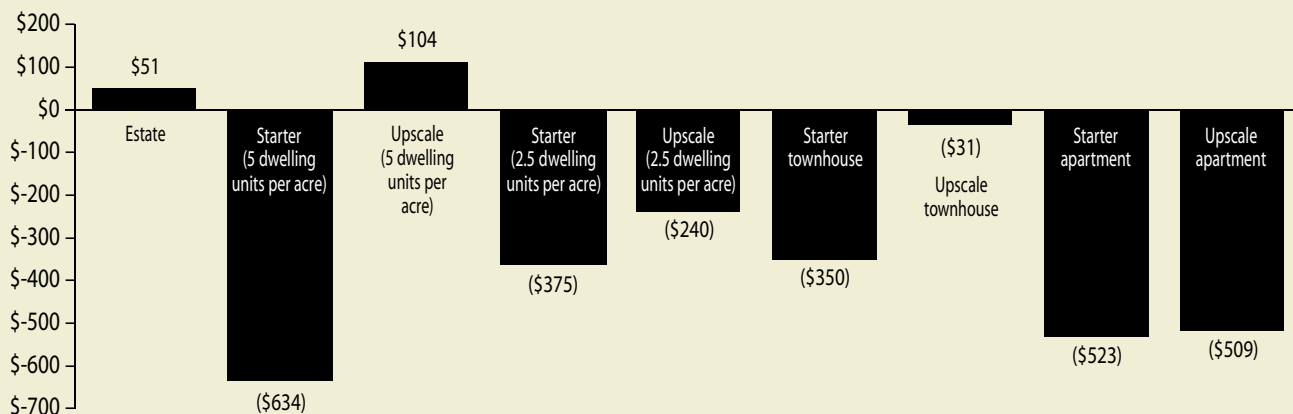 $200
$100
$0
$-100
$-200
$-300
$-400
$-500
$-600
$-700
$51
Estate
Starter
(5 dwelling
units per acre)
($634)
$104
Upscale
(5 dwelling
units per
acre)
Starter
(2.5 dwelling
units per acre)
($375)
Upscale
(2.5 dwelling
units per acre)
($240)
Starter
townhouse
($350)
($31)
Upscale
townhouse
Starter
apartment
($523)
Upscale
apartment
($509)